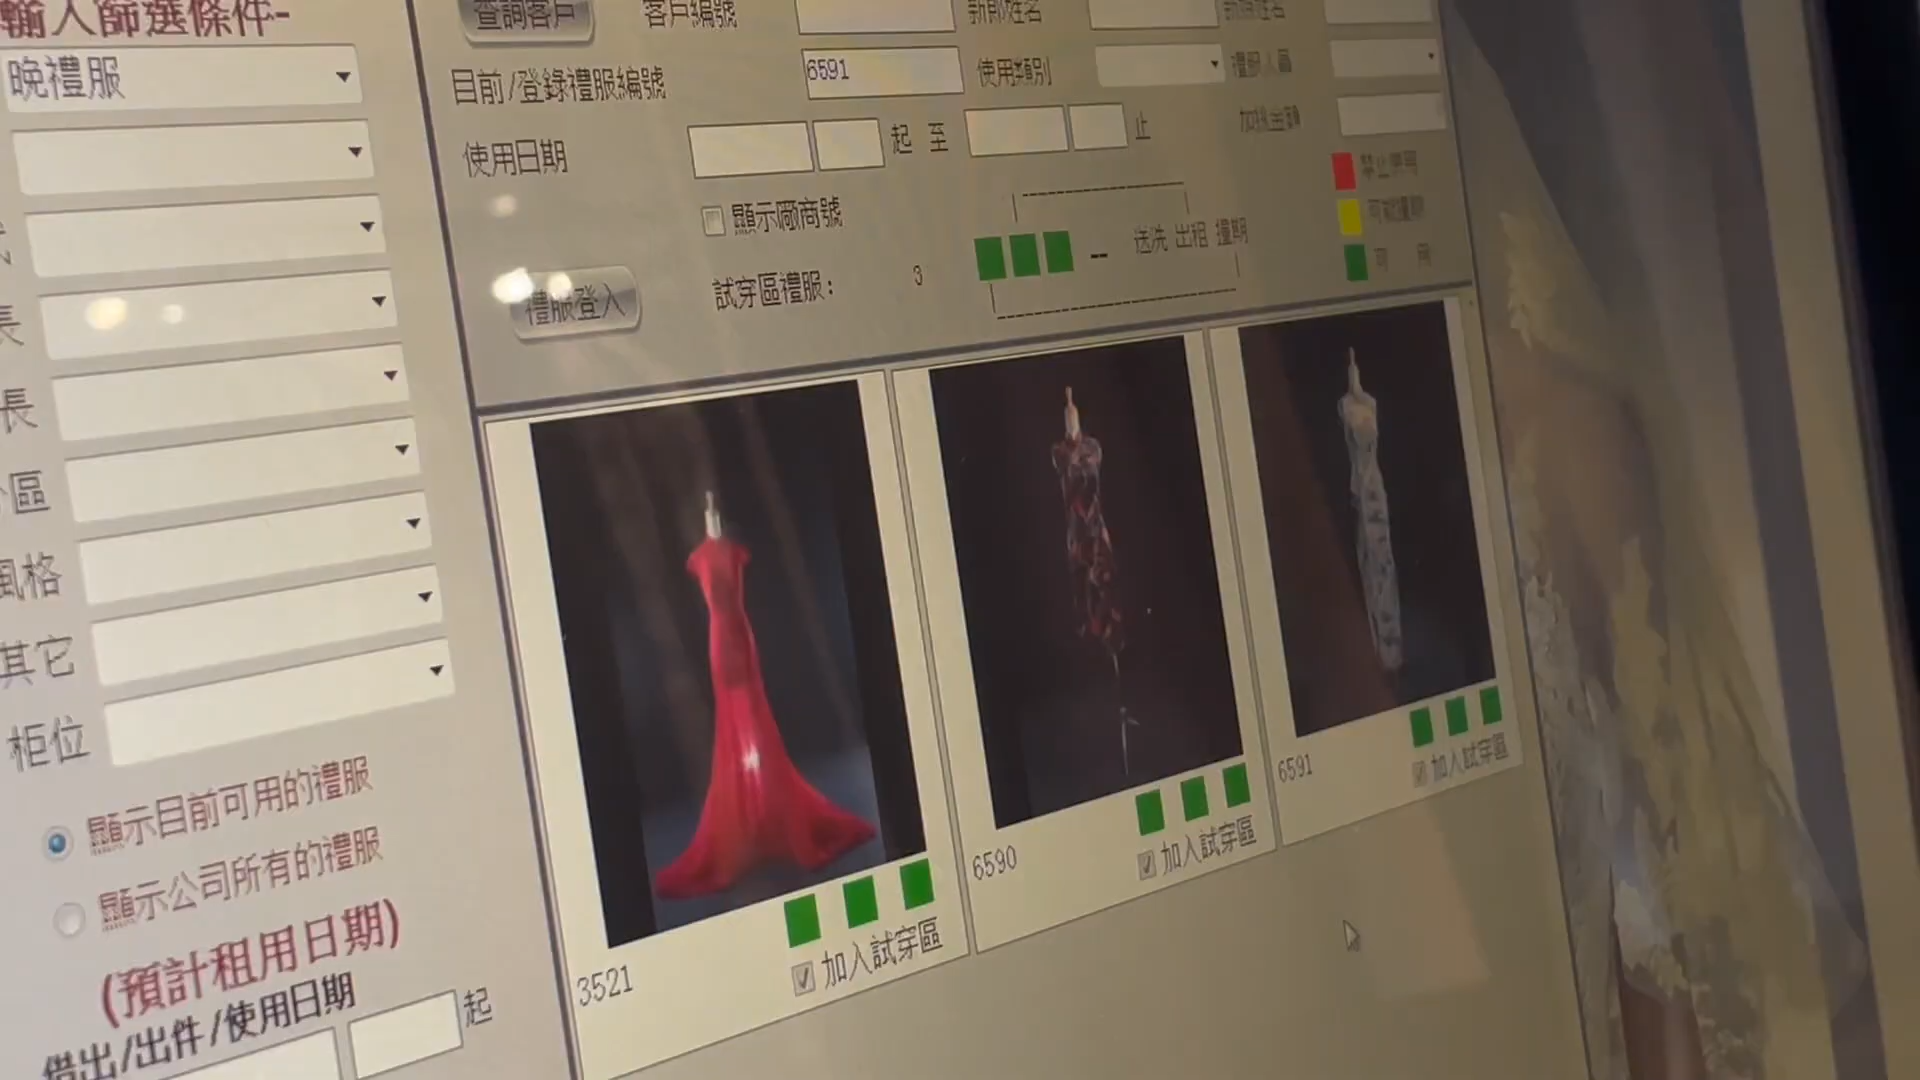 輸入篩選條件-
晚禮服
長
長
區
風格
其它
柜位
顯示目前可用的禮服
顯示公司所有的禮服
(預計租用日期)
借出/出件/使用日期
起
查詢客戶
客戶編號
新郎姓名
目前/登錄禮服編號
6591
使用類別
使用日期
起 至
止
顯示廠商號
禮服登入
試穿區禮服:
3
--
送洗 出租 撞期
3521
加入試穿區
6590
加入試穿區
6591
加入試穿區